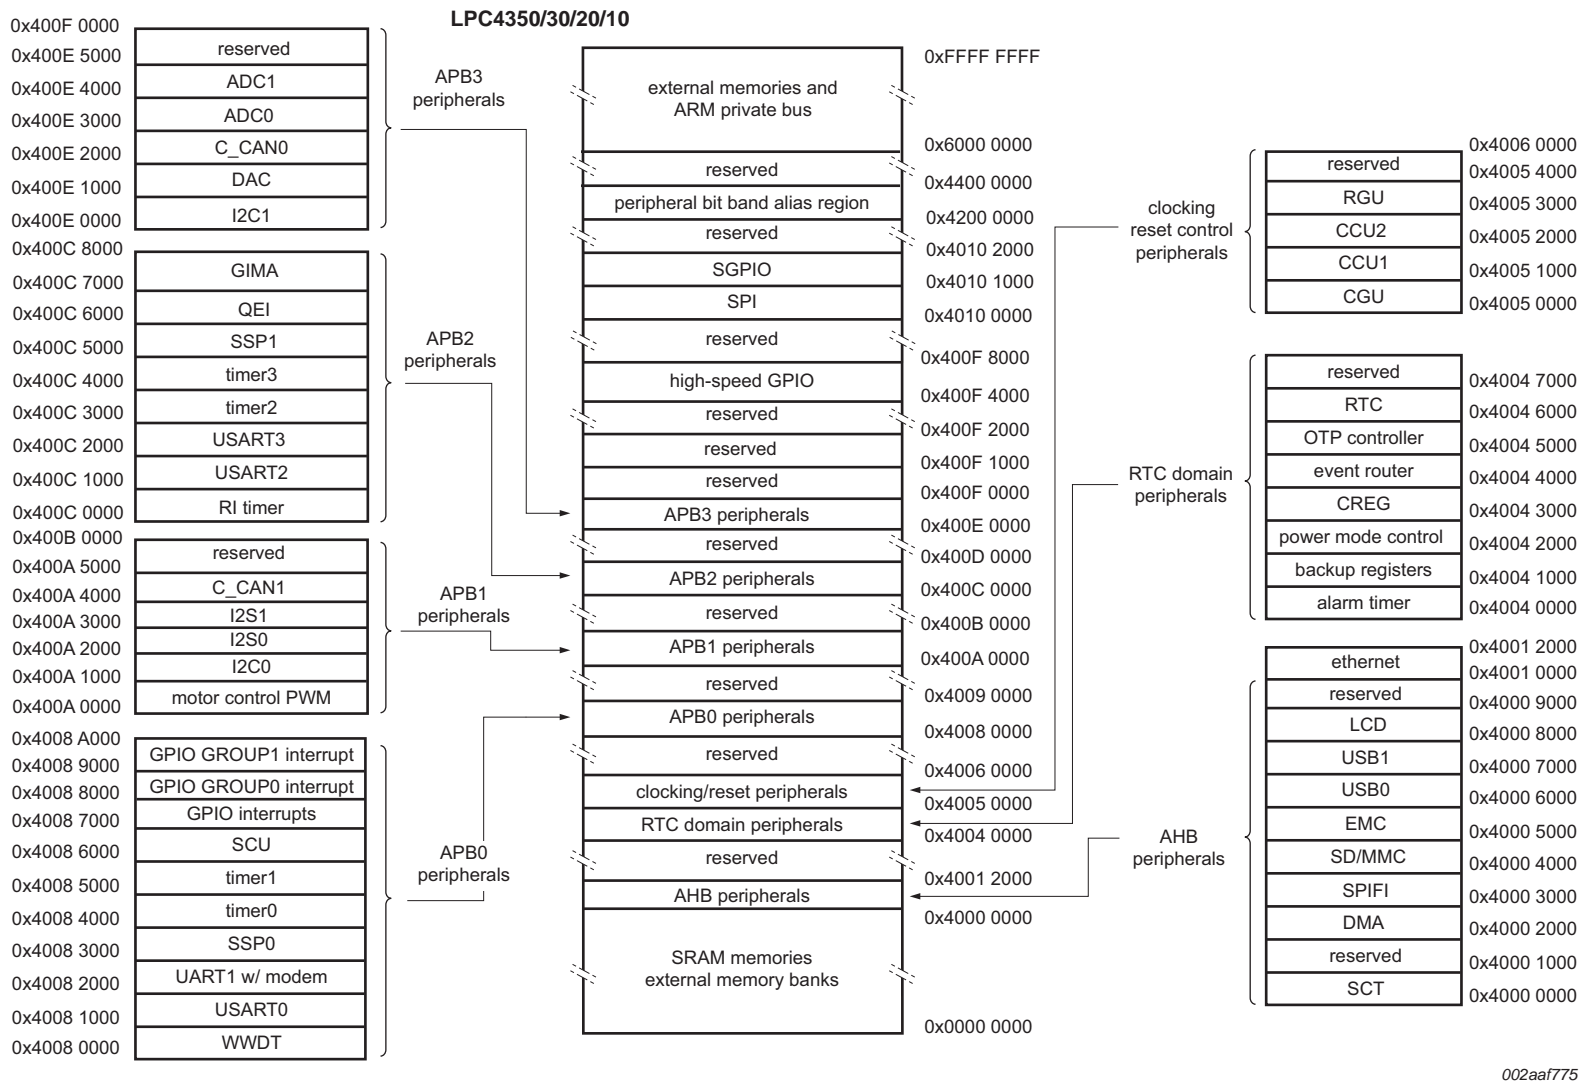 LPC4350/30/20/10
0x400F 0000
reserved
0x400E 5000
ADC1
0x400E 4000
ADC0
0x400E 3000
C_CAN0
0x400E 2000
DAC
0x400E 1000
I2C1
0x400E 0000
APB3
peripherals
0x400C 8000
GIMA
0x400C 7000
QEI
0x400C 6000
SSP1
0x400C 5000
timer3
0x400C 4000
timer2
0x400C 3000
USART3
0x400C 2000
USART2
0x400C 1000
RI timer
0x400C 0000
APB2
peripherals
0x400B 0000
reserved
0x400A 5000
C_CAN1
0x400A 4000
I2S1
0x400A 3000
I2S0
0x400A 2000
I2C0
0x400A 1000
motor control PWM
0x400A 0000
APB1
peripherals
0x4008 A000
GPIO GROUP1 interrupt
0x4008 9000
GPIO GROUP0 interrupt
0x4008 8000
GPIO interrupts
0x4008 7000
SCU
0x4008 6000
timer1
0x4008 5000
timer0
0x4008 4000
SSP0
0x4008 3000
UART1 w/ modem
0x4008 2000
USART0
0x4008 1000
WWDT
0x4008 0000
APB0
peripherals
0xFFFF FFFF
external memories and
ARM private bus
0x6000 0000
reserved
0x4400 0000
peripheral bit band alias region
0x4200 0000
reserved
0x4010 2000
SGPIO
0x4010 1000
SPI
0x4010 0000
reserved
0x400F 8000
high-speed GPIO
0x400F 4000
reserved
0x400F 2000
reserved
0x400F 1000
reserved
0x400F 0000
APB3 peripherals
0x400E 0000
reserved
0x400D 0000
APB2 peripherals
0x400C 0000
reserved
0x400B 0000
APB1 peripherals
0x400A 0000
reserved
0x4009 0000
APB0 peripherals
0x4008 0000
reserved
0x4006 0000
clocking/reset peripherals
0x4005 0000
RTC domain peripherals
0x4004 0000
reserved
0x4001 2000
AHB peripherals
0x4000 0000
SRAM memories
external memory banks
0x0000 0000
clocking
reset control
peripherals
0x4006 0000
reserved
0x4005 4000
RGU
0x4005 3000
CCU2
0x4005 2000
CCU1
0x4005 1000
CGU
0x4005 0000
RTC domain
peripherals
reserved
0x4004 7000
RTC
0x4004 6000
OTP controller
0x4004 5000
event router
0x4004 4000
CREG
0x4004 3000
power mode control
0x4004 2000
backup registers
0x4004 1000
alarm timer
0x4004 0000
AHB
peripherals
0x4001 2000
ethernet
0x4001 0000
reserved
0x4000 9000
LCD
0x4000 8000
USB1
0x4000 7000
USB0
0x4000 6000
EMC
0x4000 5000
SD/MMC
0x4000 4000
SPIFI
0x4000 3000
DMA
0x4000 2000
reserved
0x4000 1000
SCT
0x4000 0000
002aaf775